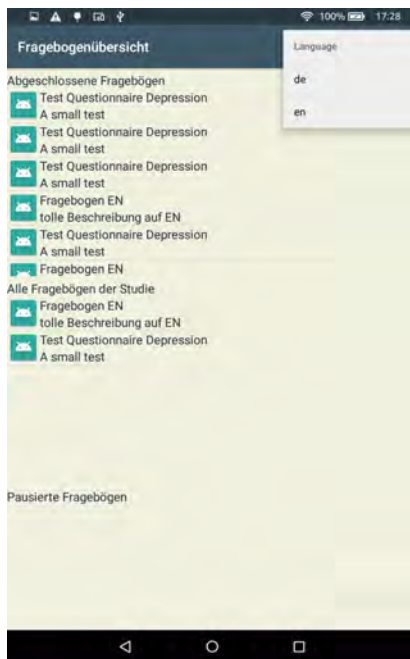 100% 17:28
Fragebogenübersicht
Language
de
en
Abgeschlossene Fragebögen
Test Questionnaire Depression
A small test
Test Questionnaire Depression
A small test
Test Questionnaire Depression
A small test
Fragebogen EN
tolle Beschreibung auf EN
Test Questionnaire Depression
A small test
Fragebogen EN
Alle Fragebögen der Studie
Fragebogen EN
tolle Beschreibung auf EN
Test Questionnaire Depression
A small test
Pausierte Fragebögen